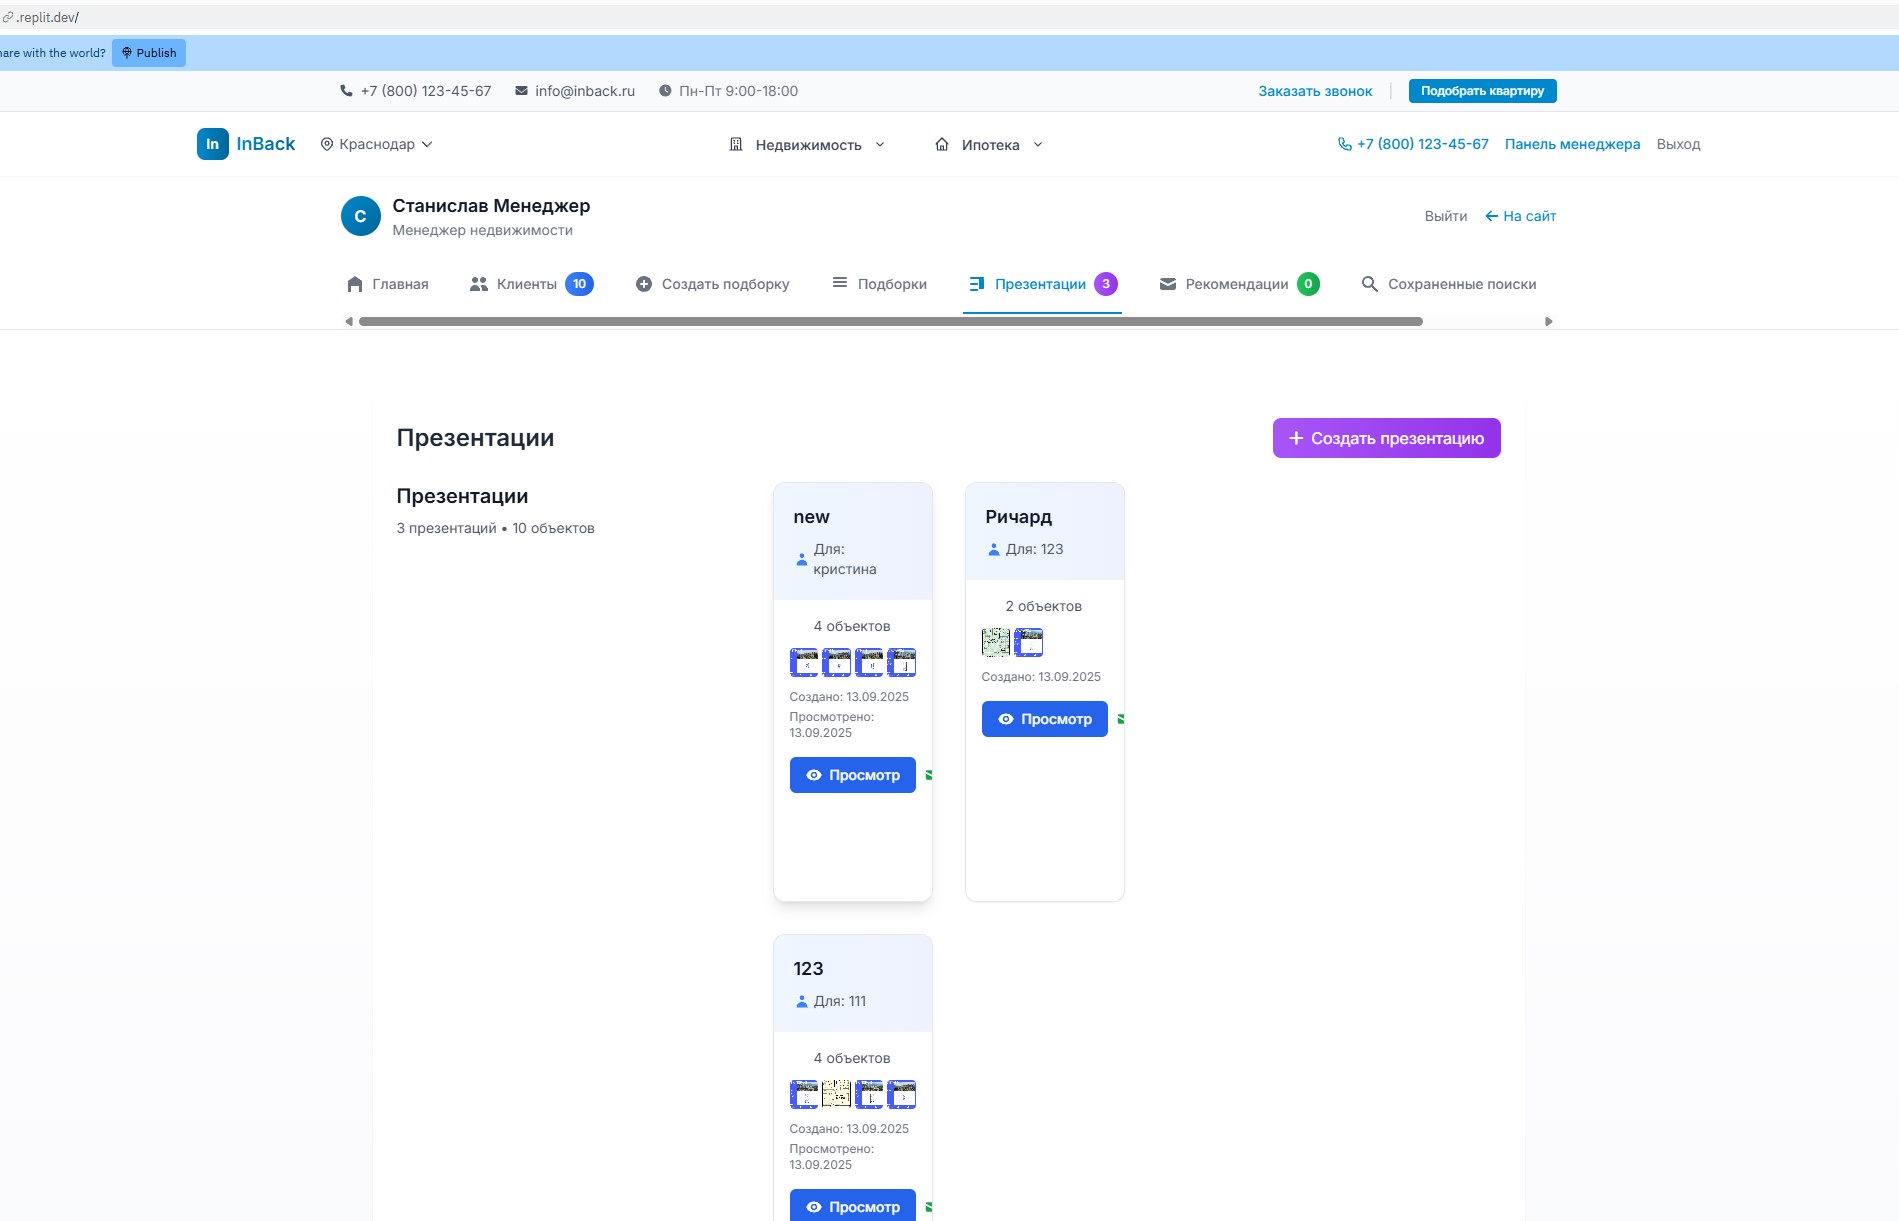 .replit.dev/
are with the world?
Publish
+7 (800) 123-45-67
info@inback.ru
Пн-Пт 9:00-18:00
Заказать звонок
Подобрать квартиру
In
InBack
Краснодар
Недвижимость
Ипотека
+7 (800) 123-45-67
Панель менеджера
Выход
С
Станислав Менеджер
Менеджер недвижимости
Выйти
На сайт
Главная
Клиенты
10
Создать подборку
Подборки
Презентации
3
Рекомендации
0
Сохраненные поиски
Презентации
+ Создать презентацию
Презентации
3 презентаций • 10 объектов
new
Для:
кристина
4 объектов
Создано: 13.09.2025
Просмотрено:
13.09.2025
Просмотр
Ричард
Для: 123
2 объектов
Создано: 13.09.2025
Просмотр
123
Для: 111
4 объектов
Создано: 13.09.2025
Просмотрено:
13.09.2025
Просмотр